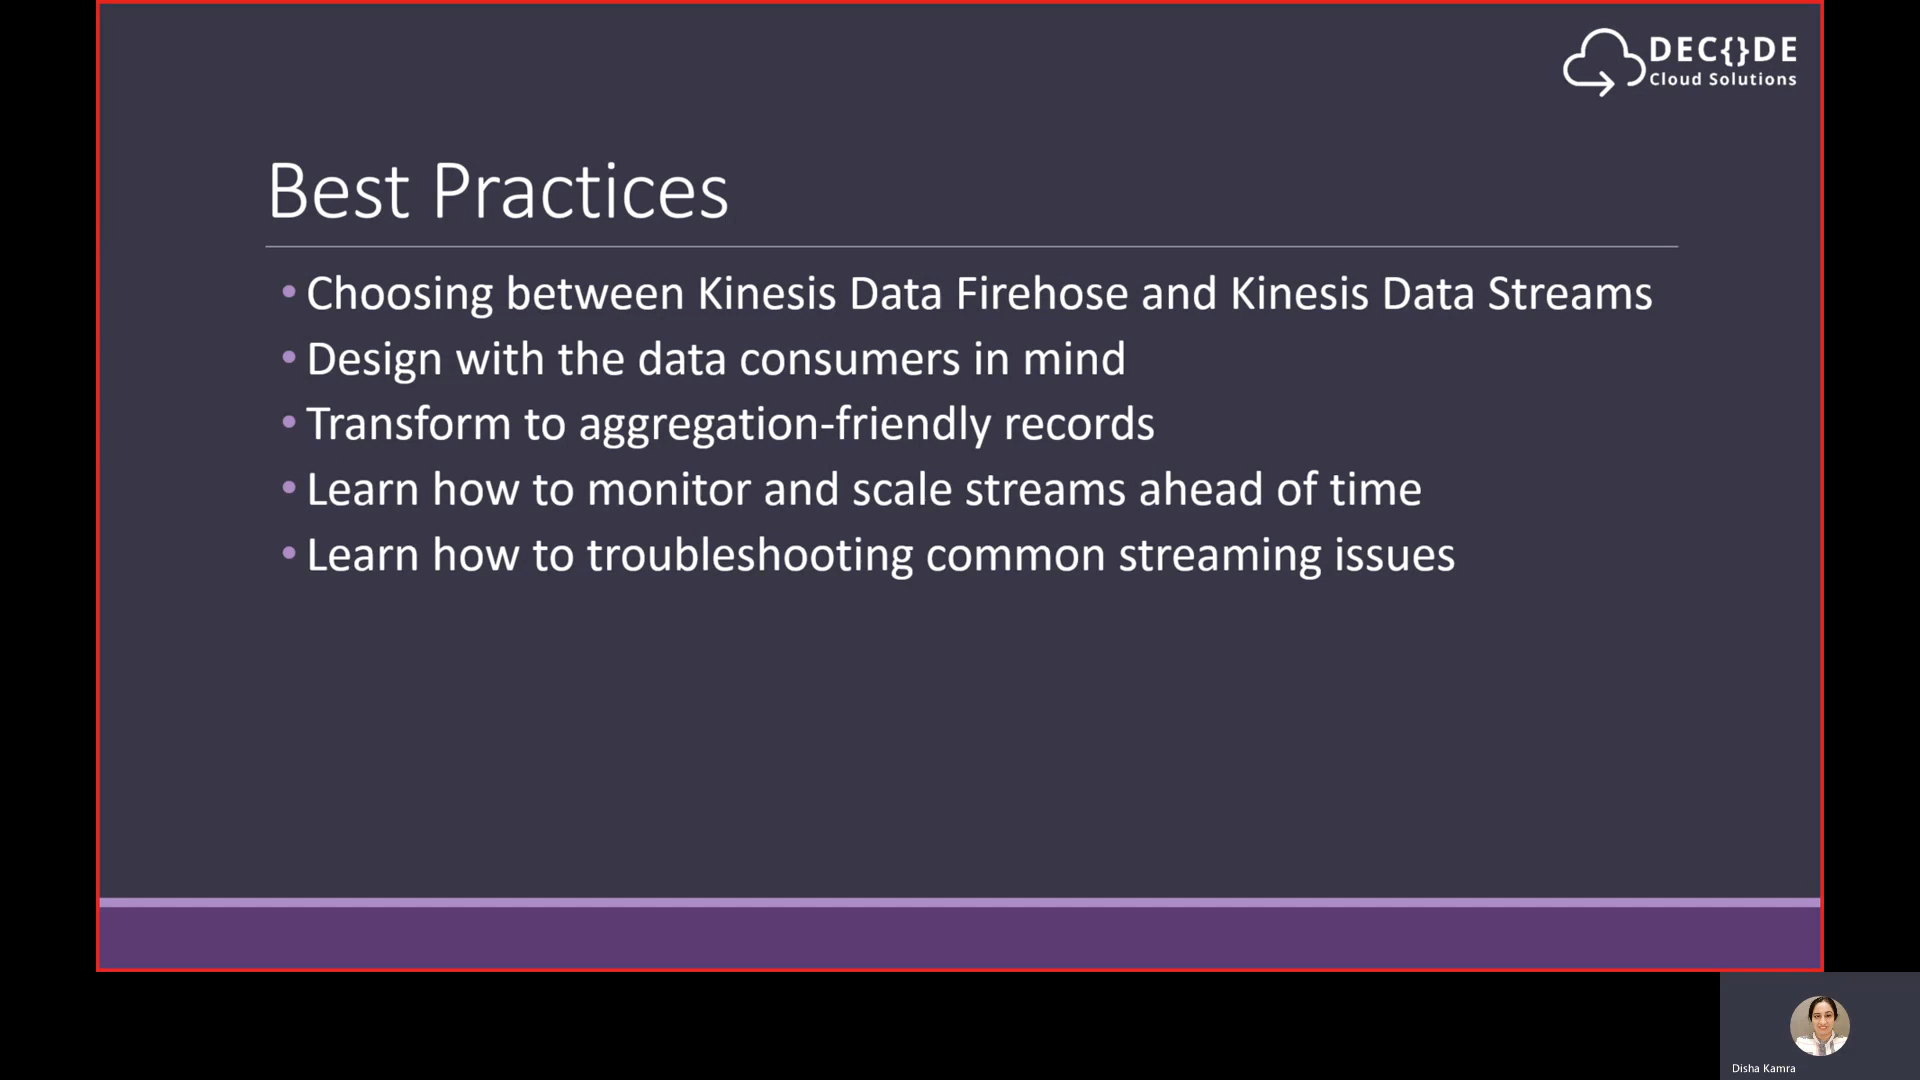 DEC{}DE
Cloud Solutions
Best Practices
• Choosing between Kinesis Data Firehose and Kinesis Data Streams
• Design with the data consumers in mind
• Transform to aggregation-friendly records
• Learn how to monitor and scale streams ahead of time
• Learn how to troubleshooting common streaming issues
Disha Kamra